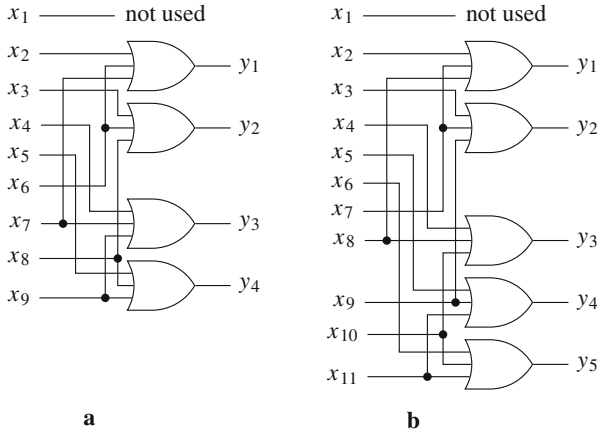 x₁ not used
x₂
x₃
x₄
x₅
x₆
x₇
x₈
x₉
y₁
y₂
y₃
y₄
a
x₁ not used
x₂
x₃
x₄
x₅
x₆
x₇
x₈
x₉
x₁₀
x₁₁
y₁
y₂
y₃
y₄
y₅
b